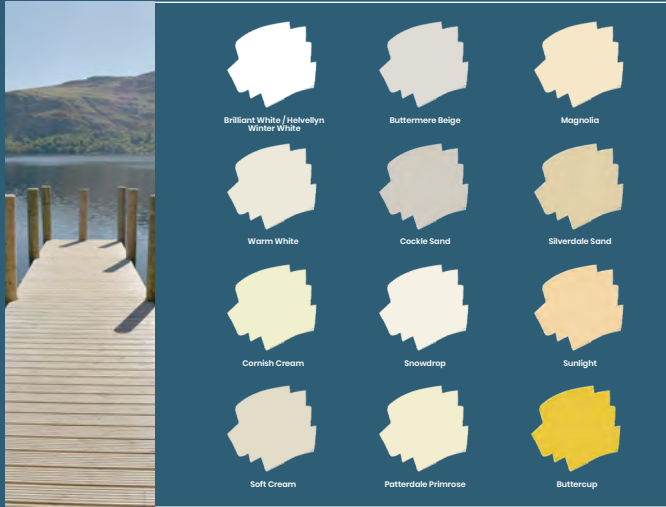 Brilliant White / Helvellyn
Winter White
Buttermere Beige
Magnolia
Warm White
Cockle Sand
Silverdale Sand
Cornish Cream
Snowdrop
Sunlight
Soft Cream
Patterdale Primrose
Buttercup